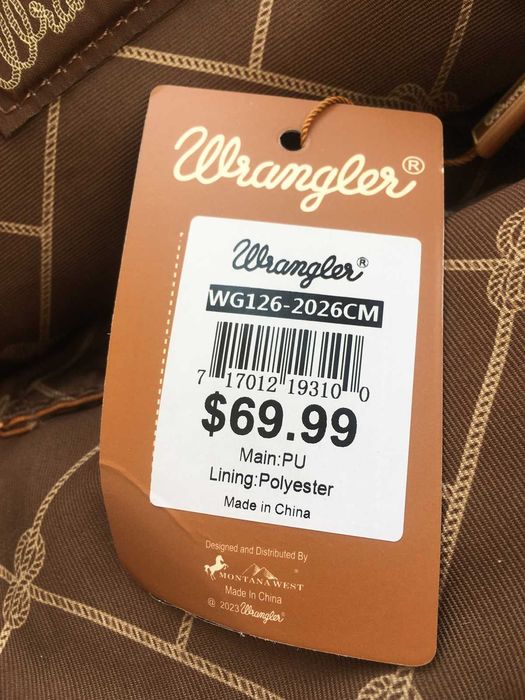 Wrangler®
Wrangler®
WG126-2026CM
7 17012 19310 0
$69.99
Main:PU
Lining:Polyester
Made in China
Designed and Distributed By
MONTANA WEST
Made In China
@ 2023 Wrangler®